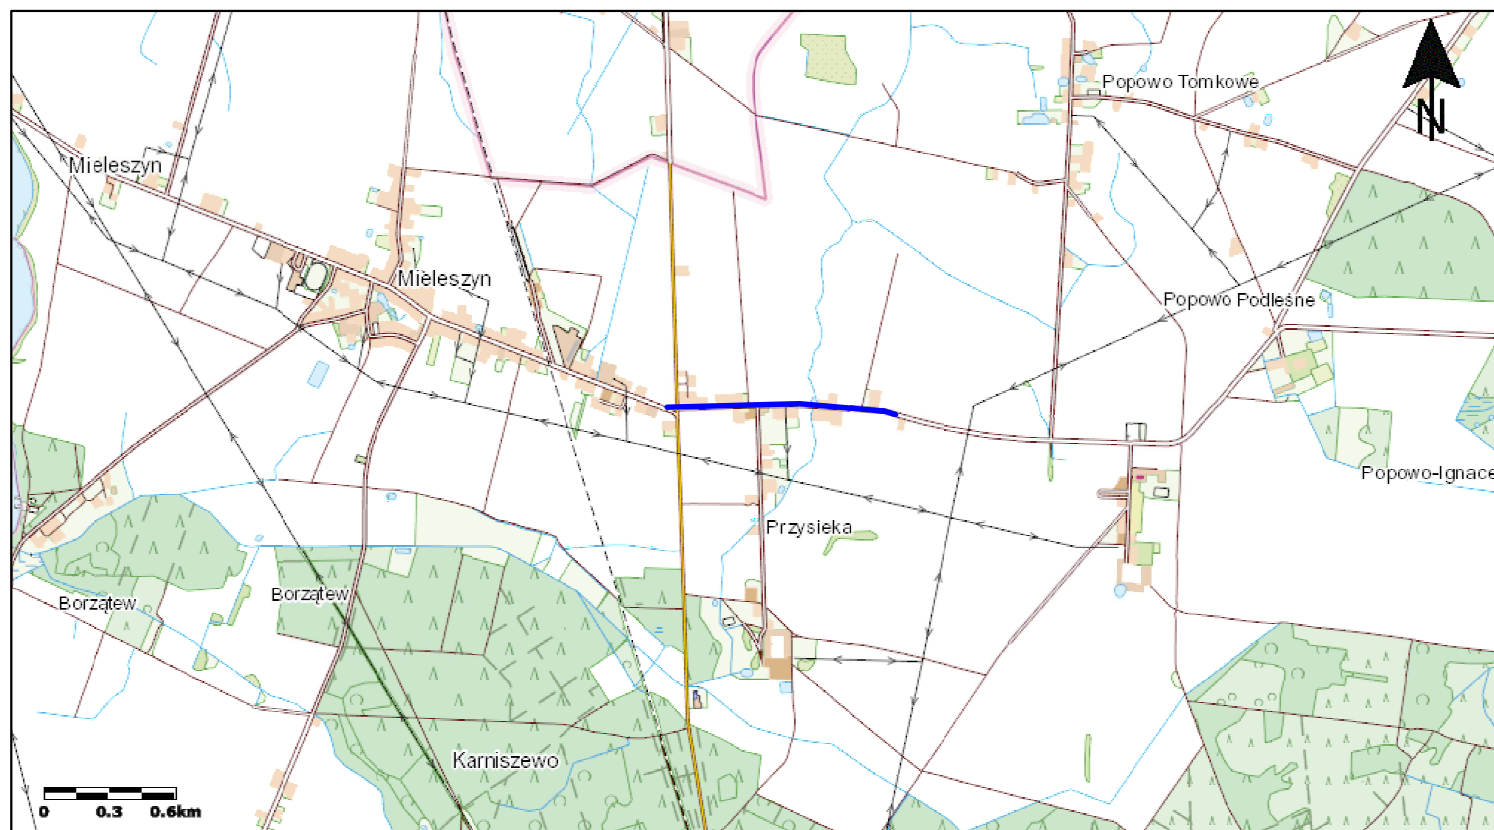 Popowo Tomkowe
N
Mieleszyn
Mieleszyn
Popowo Podleśne
Popowo-Ignace
Przysieka
Borzątew
Borzątew
Karniszewo
0 0.3 0.6km